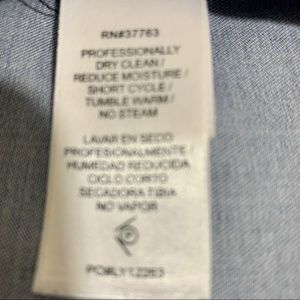 RN#37763
PROFESSIONALLY
DRY CLEAN /
REDUCE MOISTURE /
SHORT CYCLE /
TUMBLE WARM /
NO STEAM
LAVAR EN SECO
PROFESIONALMENTE /
HUMEDAD REDUCIDA
CICLO CORTO
SECADORA TIBIA
NO VAPOR
P